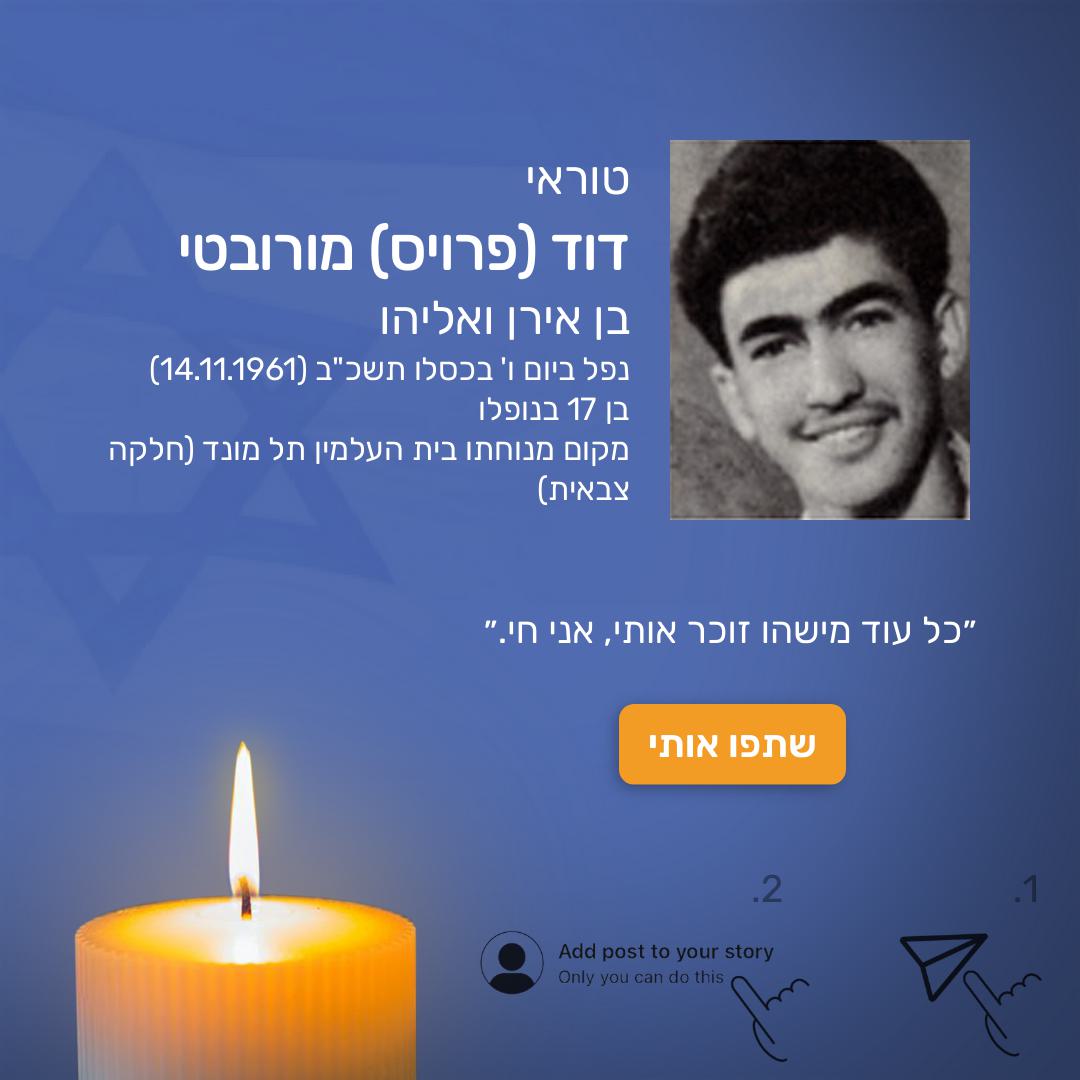 טוראי
דוד (פרויס) מורובטי
בן אירן ואליהו
נפל ביום ו' בכסלו תשכ"ב (14.11.1961)
בן 17 בנופלו
מקום מנוחתו בית העלמין תל מונד (חלקה
צבאית)
״כל עוד מישהו זוכר אותי, אני חי.״
שתפו אותי
1.
2.
Add post to your story
Only you can do this